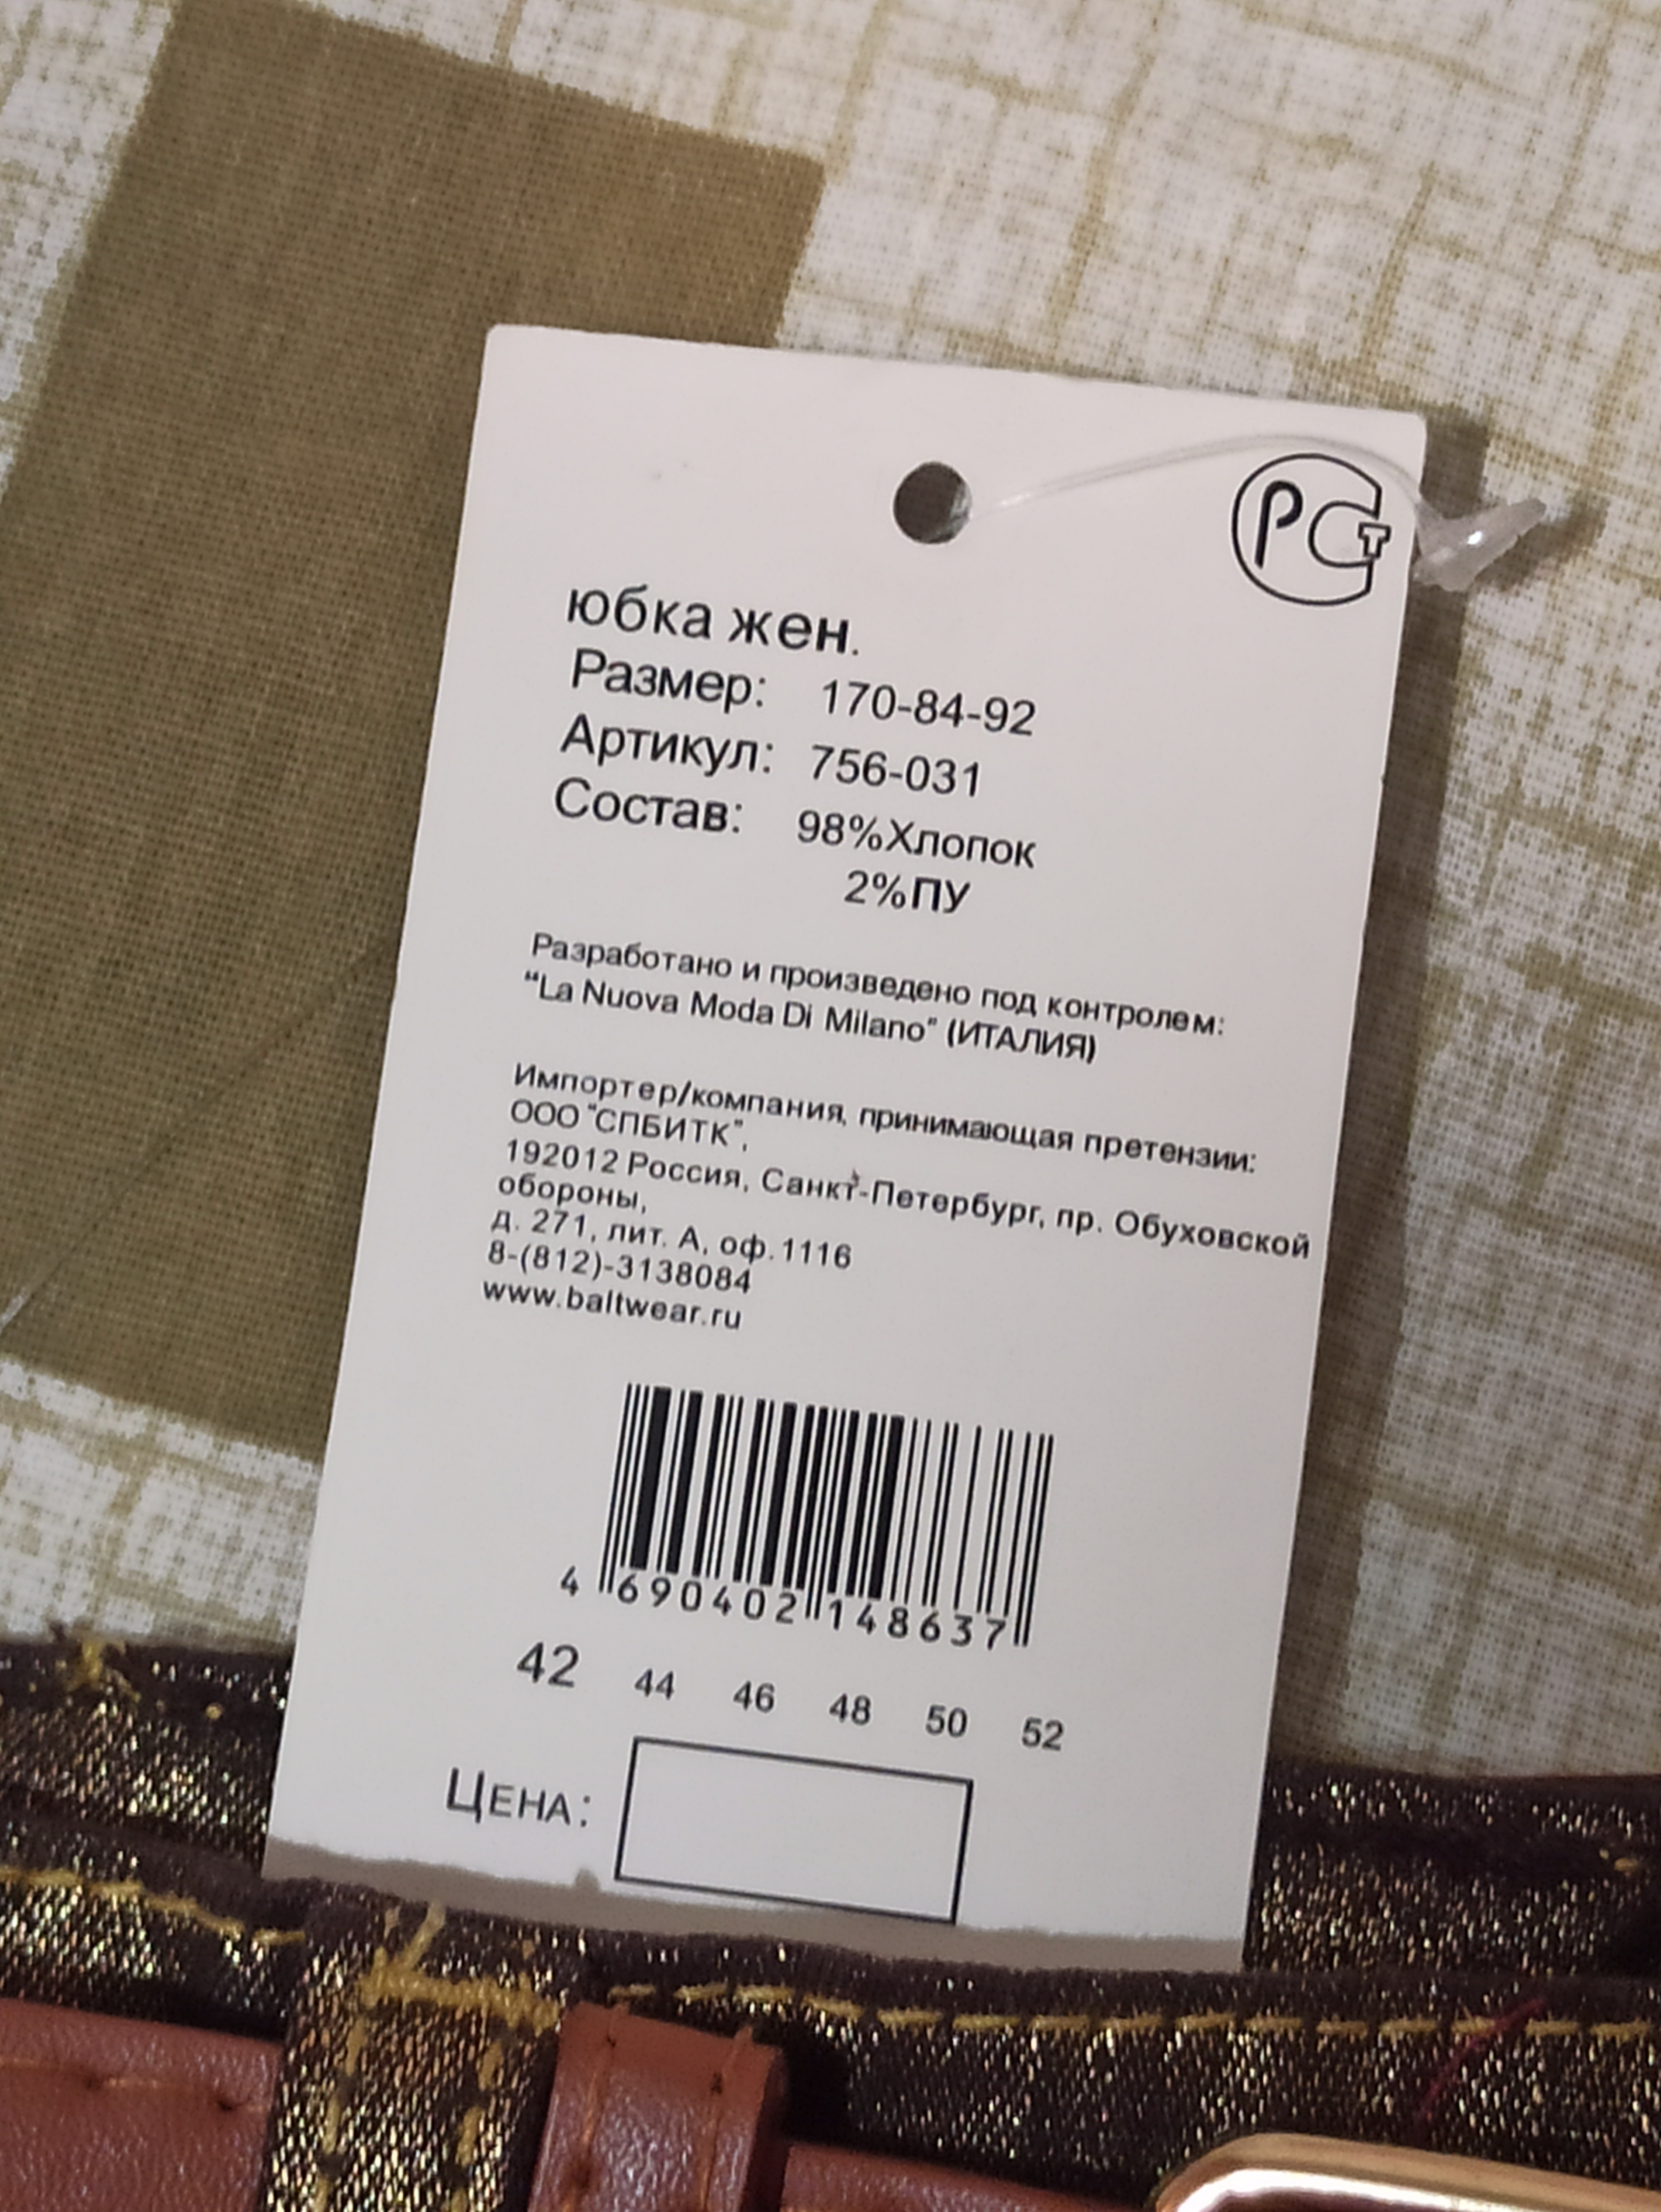 РСТ
юбка жен.
Размер: 170-84-92
Артикул: 756-031
Состав: 98%Хлопок
2%ПУ
Разработано и произведено под контролем:
“La Nuova Moda Di Milano” (ИТАЛИЯ)
Импортер/компания, принимающая претензии:
ООО "СПБИТК",
192012 Россия, Санкт-Петербург, пр. Обуховской
обороны,
д. 271, лит. А, оф.1116
8-(812)-3138084
www.baltwear.ru
4 690402 148637
42 44 46 48 50 52
ЦЕНА: